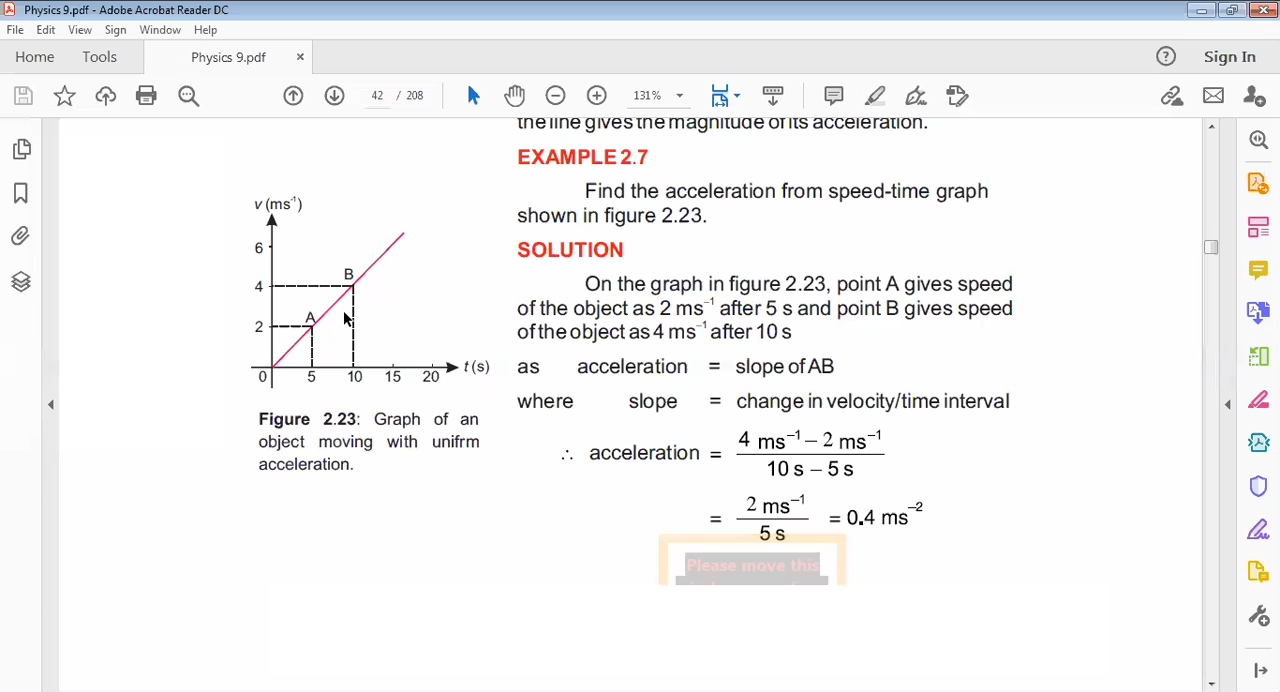 Physics 9.pdf - Adobe Acrobat Reader DC
File Edit View Sign Window Help
Home Tools Physics 9.pdf × ? Sign In
42 / 208 131%
the line gives the magnitude of its acceleration.
EXAMPLE 2.7
Find the acceleration from speed-time graph
shown in figure 2.23.
SOLUTION
On the graph in figure 2.23, point A gives speed
of the object as 2 ms⁻¹ after 5 s and point B gives speed
of the object as 4 ms⁻¹ after 10 s
as acceleration = slope of AB
where slope = change in velocity/time interval
∴ acceleration = 4 ms⁻¹ – 2 ms⁻¹
10 s – 5 s
= 2 ms⁻¹ = 0.4 ms⁻²
5 s
v (ms⁻¹)
6
4
2
B
A
0 5 10 15 20 t (s)
Figure 2.23: Graph of an
object moving with unifrm
acceleration.
Please move this